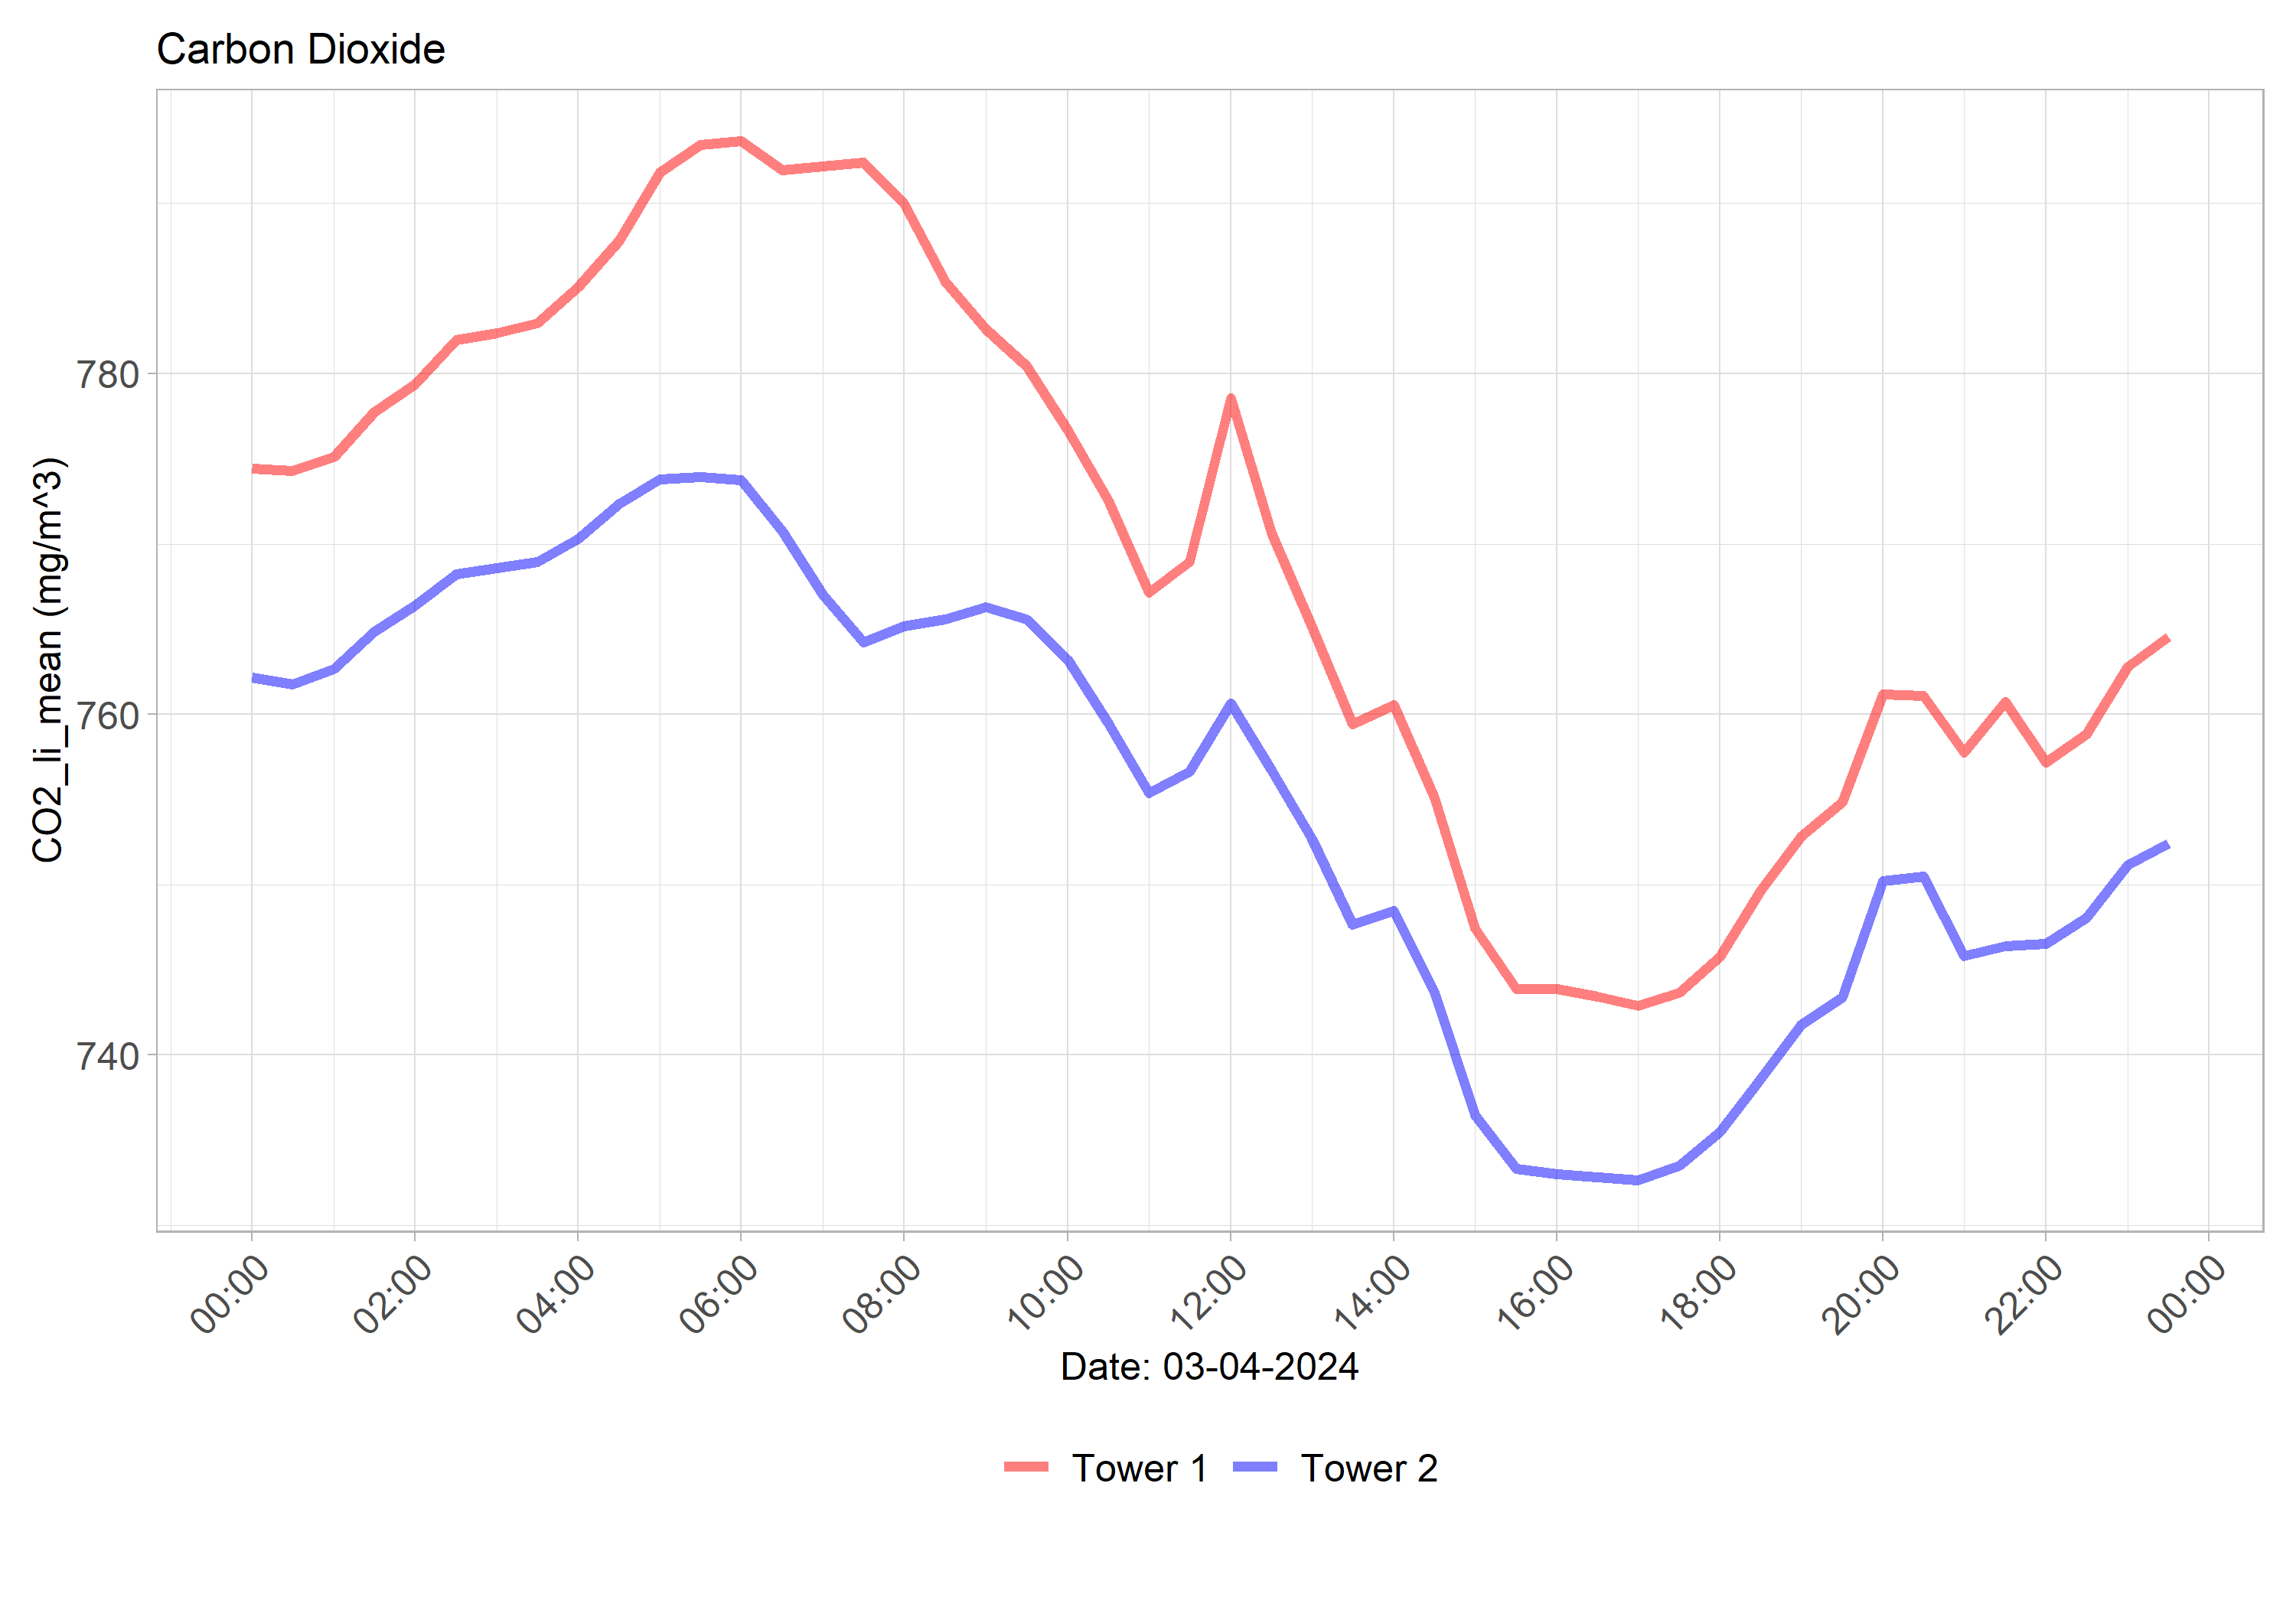 Carbon Dioxide
CO2_li_mean (mg/m^3)
780
760
740
00:00 02:00 04:00 06:00 08:00 10:00 12:00 14:00 16:00 18:00 20:00 22:00 00:00
Date: 03-04-2024
Tower 1 Tower 2